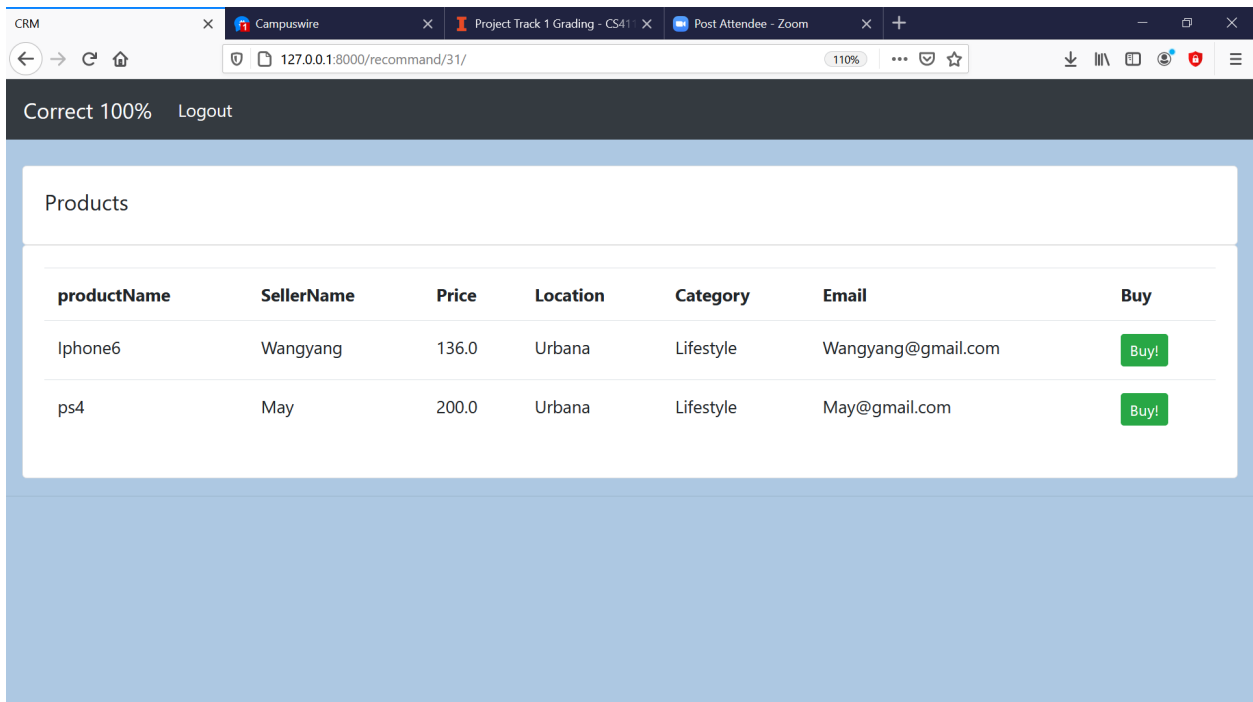 CRM
Campuswire
Project Track 1 Grading - CS411
Post Attendee - Zoom
127.0.0.1:8000/recommand/31/
110%
Correct 100% Logout
Products
productName SellerName Price Location Category Email Buy
Iphone6 Wangyang 136.0 Urbana Lifestyle Wangyang@gmail.com Buy!
ps4 May 200.0 Urbana Lifestyle May@gmail.com Buy!